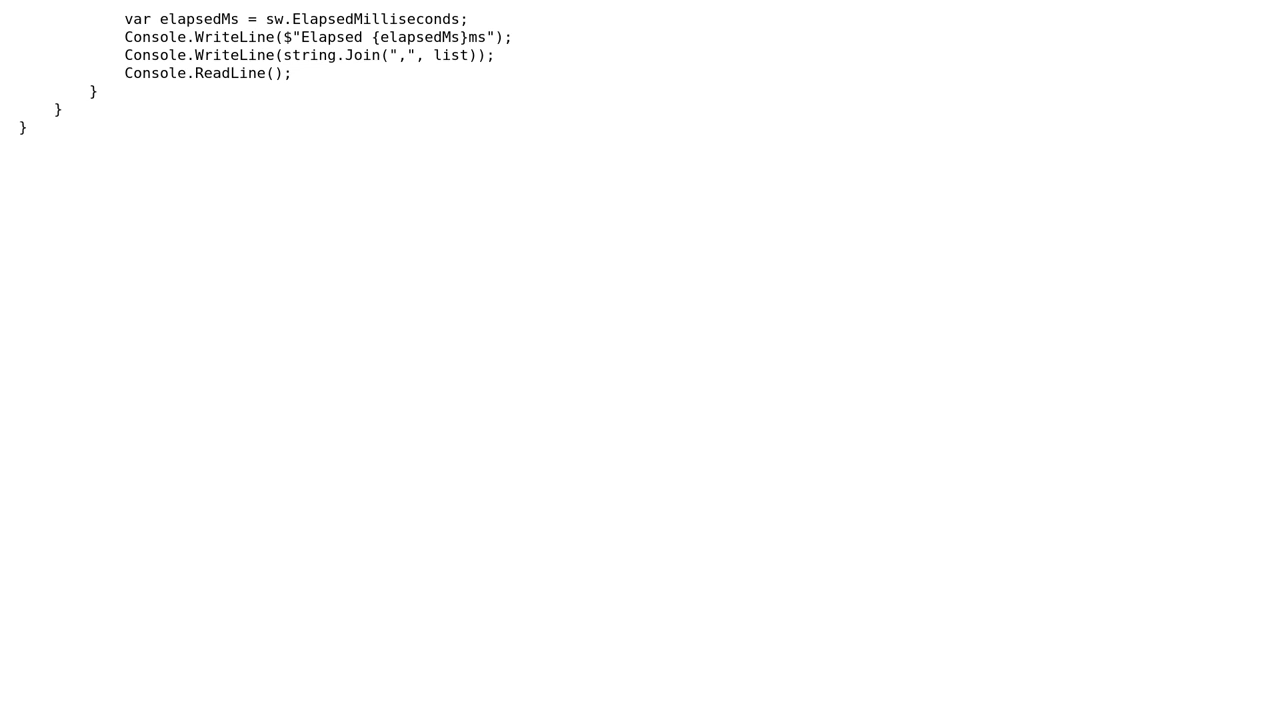 var elapsedMs = sw.ElapsedMilliseconds;
            Console.WriteLine($"Elapsed {elapsedMs}ms");
            Console.WriteLine(string.Join(",", list));
            Console.ReadLine();
        }
    }
}